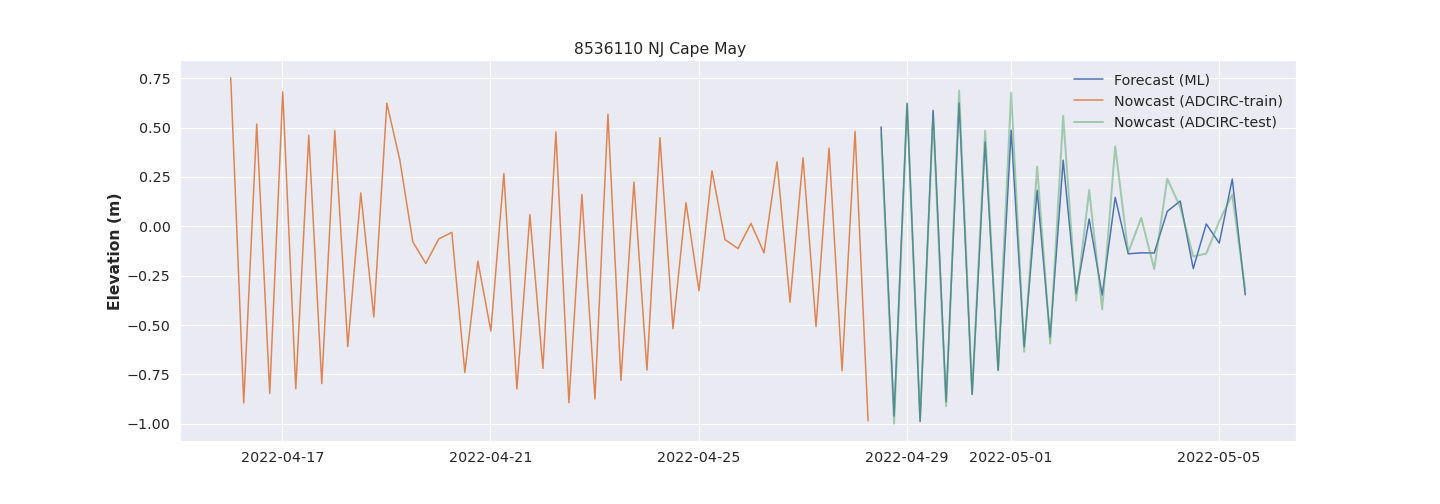 8536110 NJ Cape May
Forecast (ML)
Nowcast (ADCIRC-train)
Nowcast (ADCIRC-test)
Elevation (m)
0.75
0.50
0.25
0.00
−0.25
−0.50
−0.75
−1.00
2022-04-17 2022-04-21 2022-04-25 2022-04-29 2022-05-01 2022-05-05